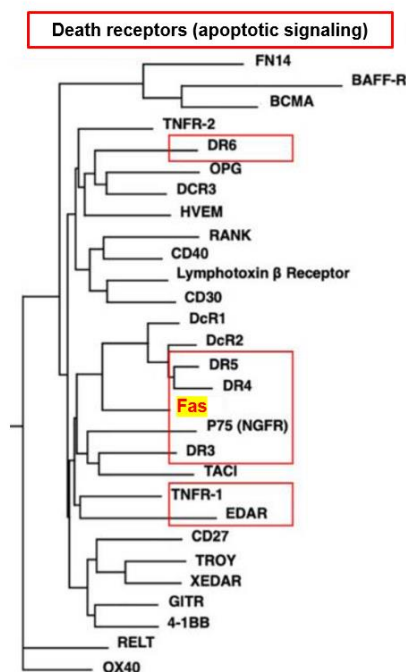 Death receptors (apoptotic signaling)
FN14
BAFF-R
BCMA
TNFR-2
DR6
OPG
DCR3
HVEM
RANK
CD40
Lymphotoxin β Receptor
CD30
DcR1
DcR2
DR5
DR4
Fas
P75 (NGFR)
DR3
TACI
TNFR-1
EDAR
CD27
TROY
XEDAR
GITR
4-1BB
RELT
OX40